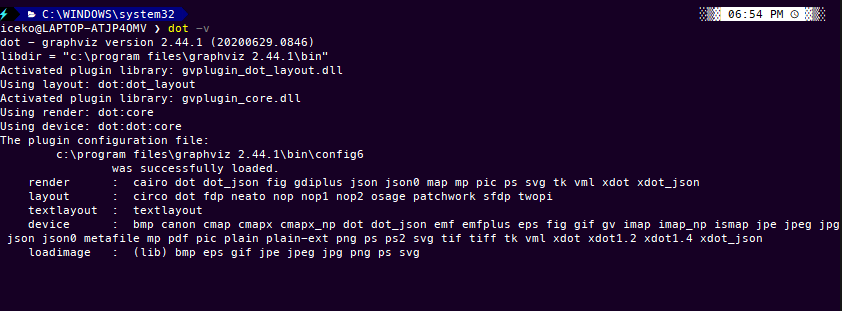 C:\WINDOWS\system32 06:54 PM
iceko@LAPTOP-ATJP4OMV ❯ dot -v
dot - graphviz version 2.44.1 (20200629.0846)
libdir = "c:\program files\graphviz 2.44.1\bin"
Activated plugin library: gvplugin_dot_layout.dll
Using layout: dot:dot_layout
Activated plugin library: gvplugin_core.dll
Using render: dot:core
Using device: dot:dot:core
The plugin configuration file:
c:\program files\graphviz 2.44.1\bin\config6
was successfully loaded.
render : cairo dot dot_json fig gdiplus json json0 map mp pic ps svg tk vml xdot xdot_json
layout : circo dot fdp neato nop nop1 nop2 osage patchwork sfdp twopi
textlayout : textlayout
device : bmp canon cmap cmapx cmapx_np dot dot_json emf emfplus eps fig gif gv imap imap_np ismap jpe jpeg jpg
json json0 metafile mp pdf pic plain plain-ext png ps ps2 svg tif tiff tk vml xdot xdot1.2 xdot1.4 xdot_json
loadimage : (lib) bmp eps gif jpe jpeg jpg png ps svg